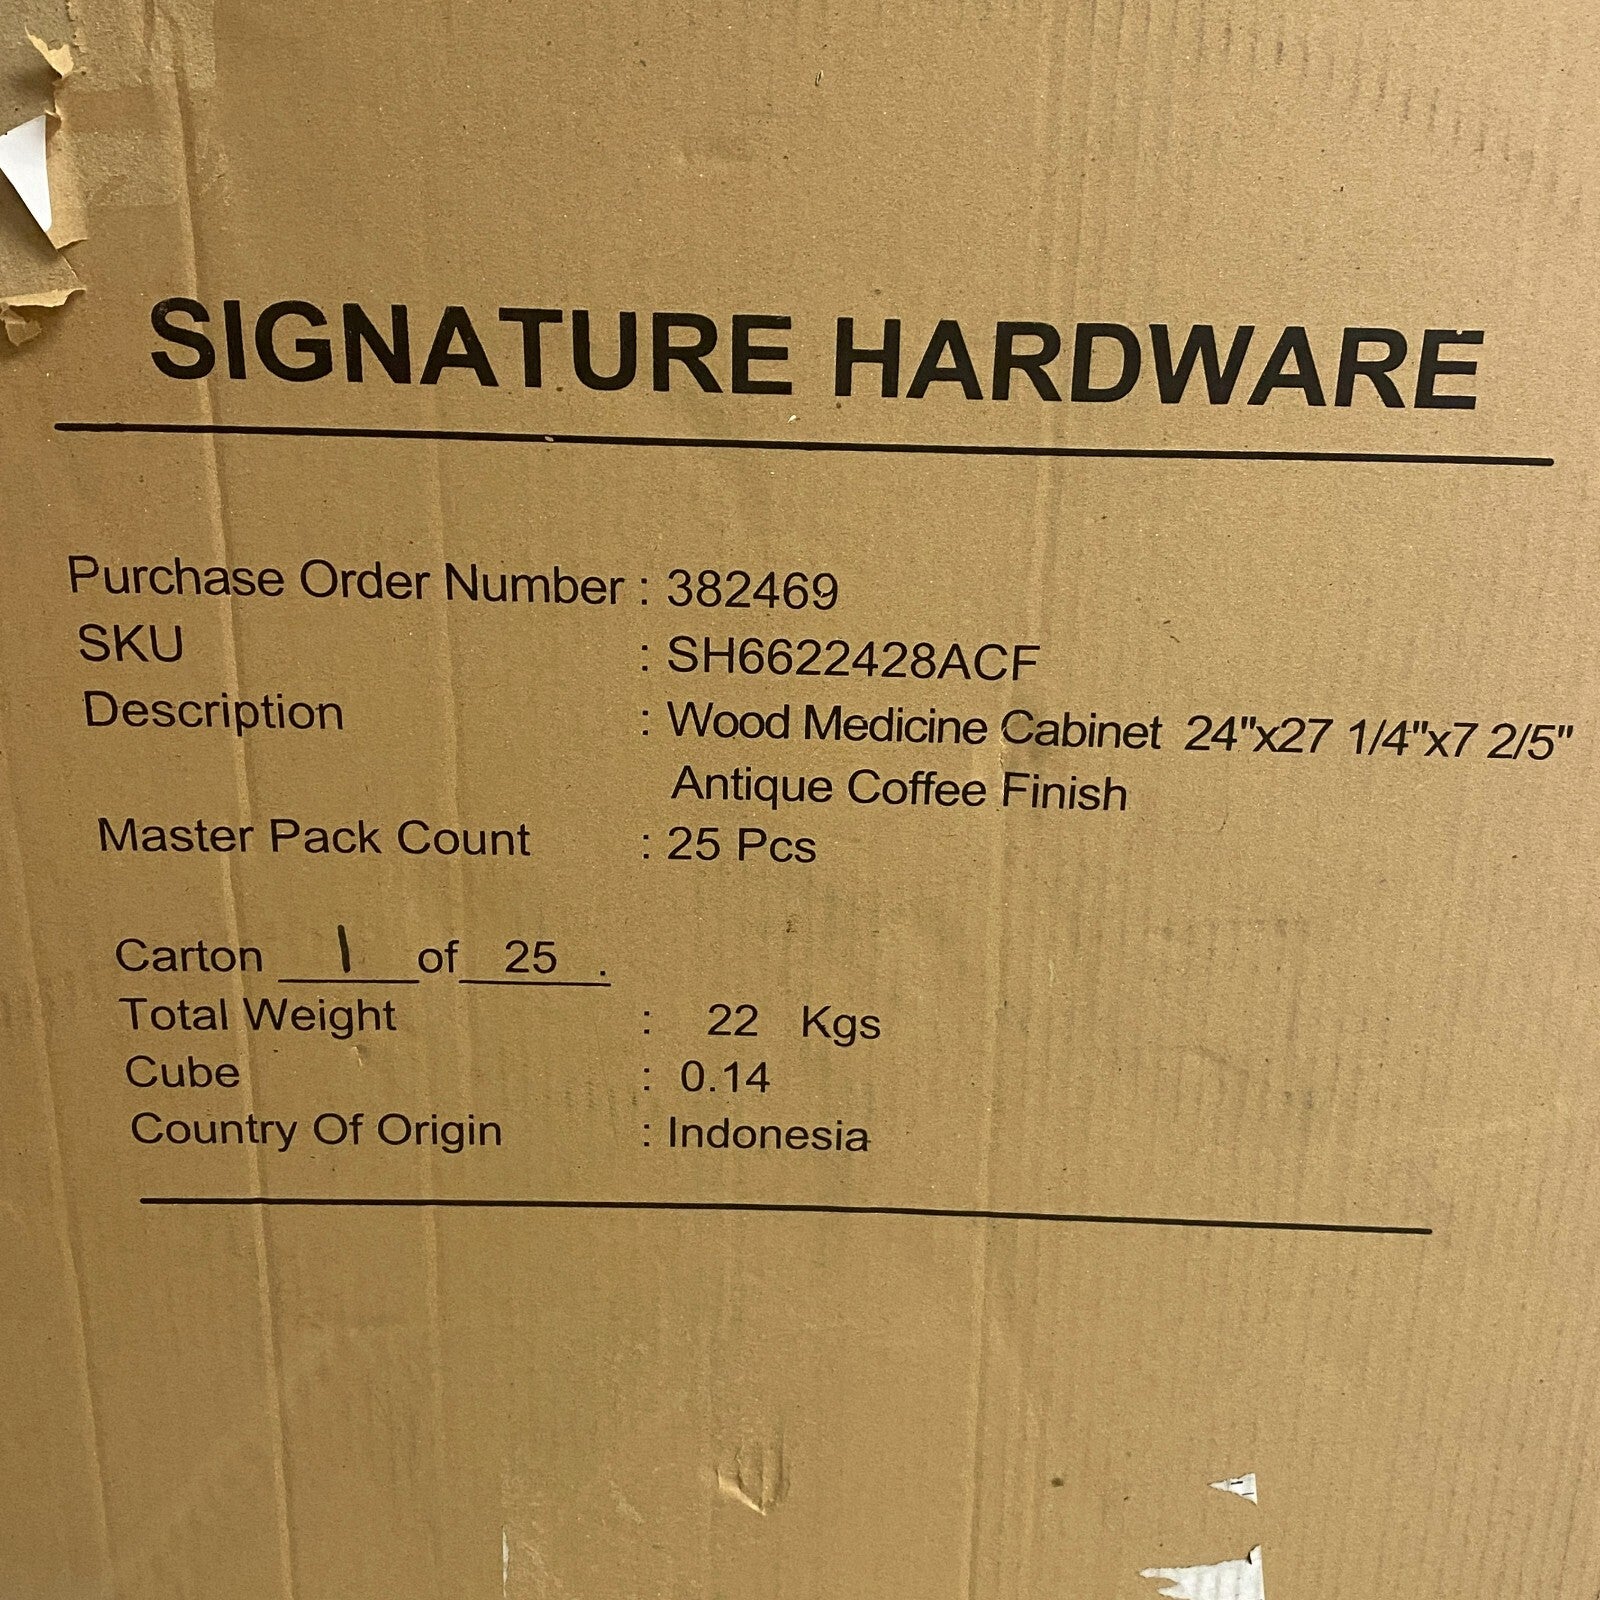 SIGNATURE HARDWARE
Purchase Order Number : 382469
SKU : SH6622428ACF
Description : Wood Medicine Cabinet 24"x27 1/4"x7 2/5"
Antique Coffee Finish
Master Pack Count : 25 Pcs
Carton 1 of 25 .
Total Weight : 22 Kgs
Cube : 0.14
Country Of Origin : Indonesia